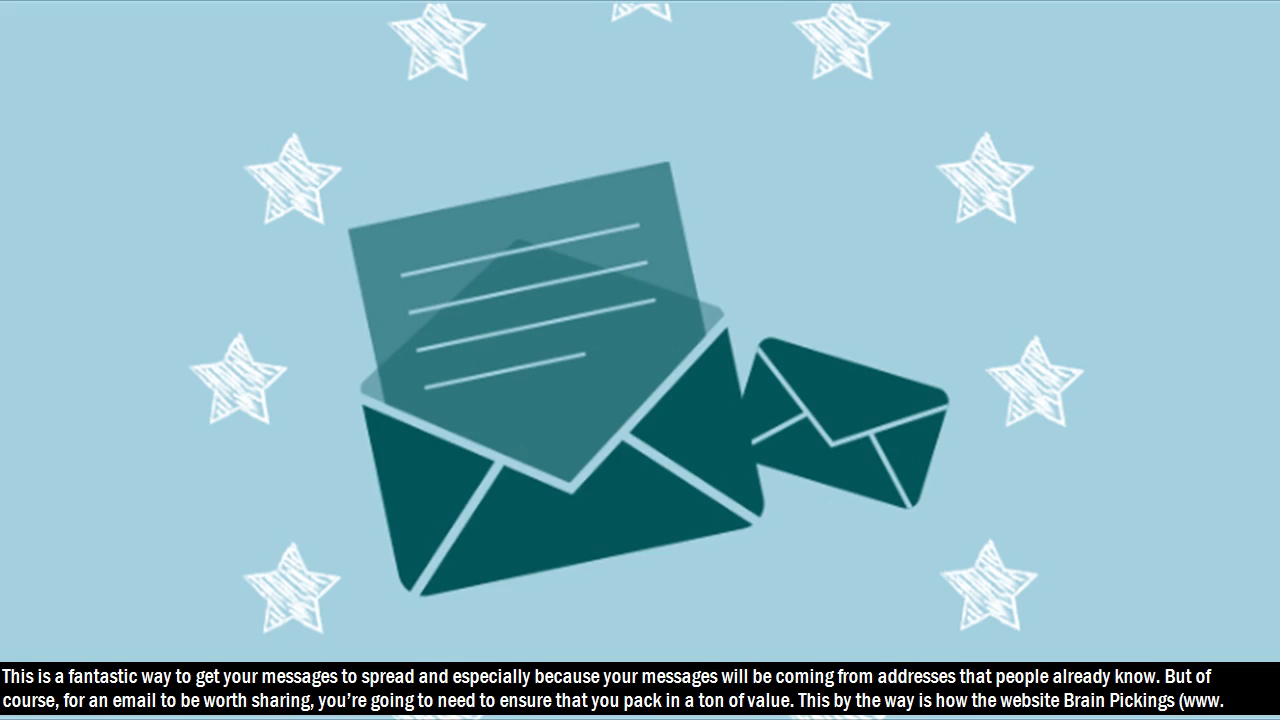 This is a fantastic way to get your messages to spread and especially because your messages will be coming from addresses that people already know. But of
course, for an email to be worth sharing, you’re going to need to ensure that you pack in a ton of value. This by the way is how the website Brain Pickings (www.